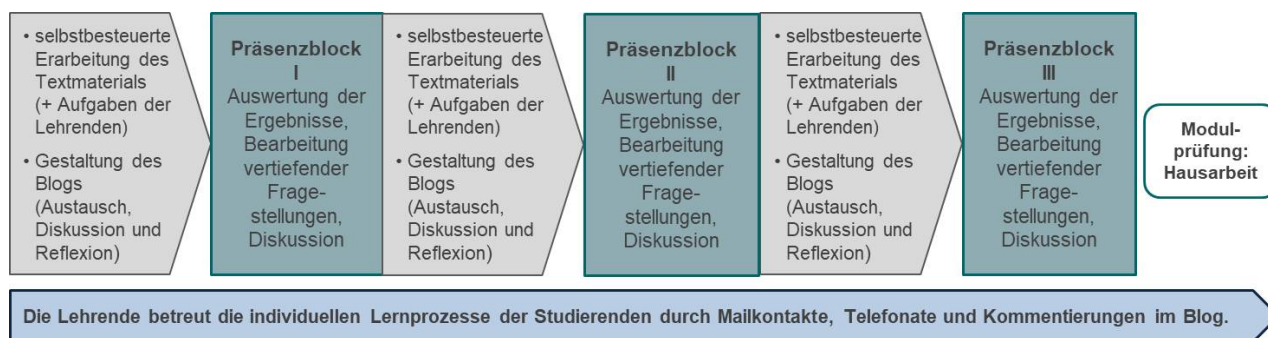 • selbstbesteuerte
Erarbeitung des
Textmaterials
(+ Aufgaben der
Lehrenden)
• Gestaltung des
Blogs
(Austausch,
Diskussion und
Reflexion)
Präsenzblock
I
Auswertung der
Ergebnisse,
Bearbeitung
vertiefender
Frage-
stellungen,
Diskussion
• selbstbesteuerte
Erarbeitung des
Textmaterials
(+ Aufgaben der
Lehrenden)
• Gestaltung des
Blogs
(Austausch,
Diskussion und
Reflexion)
Präsenzblock
II
Auswertung der
Ergebnisse,
Bearbeitung
vertiefender
Frage-
stellungen,
Diskussion
• selbstbesteuerte
Erarbeitung des
Textmaterials
(+ Aufgaben der
Lehrenden)
• Gestaltung des
Blogs
(Austausch,
Diskussion und
Reflexion)
Präsenzblock
III
Auswertung der
Ergebnisse,
Bearbeitung
vertiefender
Frage-
stellungen,
Diskussion
Modul-
prüfung:
Hausarbeit
Die Lehrende betreut die individuellen Lernprozesse der Studierenden durch Mailkontakte, Telefonate und Kommentierungen im Blog.